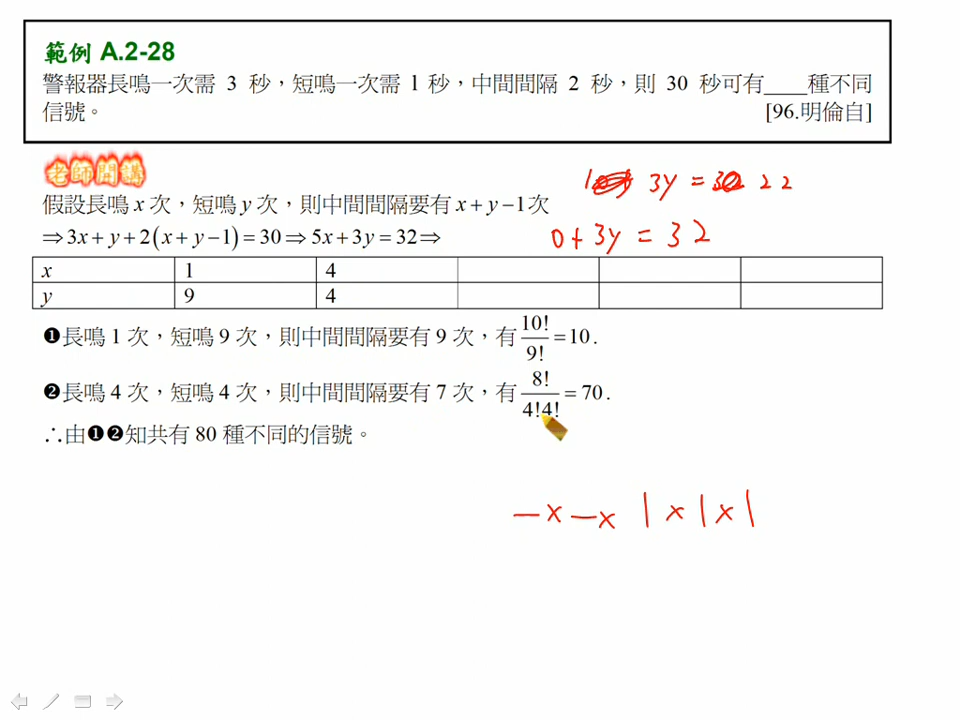 範例 A.2-28
警報器長鳴一次需 3 秒，短鳴一次需 1 秒，中間間隔 2 秒，則 30 秒可有____種不同
信號。 [96.明倫自]
老師開講
3y = 22
假設長鳴 x 次，短鳴 y 次，則中間間隔要有 x + y − 1 次
⇒ 3x + y + 2(x + y − 1) = 30 ⇒ 5x + 3y = 32 ⇒
0 + 3y = 32
x 1 4
y 9 4
❶長鳴 1 次，短鳴 9 次，則中間間隔要有 9 次，有 10!/9! = 10 .
❷長鳴 4 次，短鳴 4 次，則中間間隔要有 7 次，有 8!/4!4! = 70 .
∴由❶❷知共有 80 種不同的信號。
— x — x | x | x |